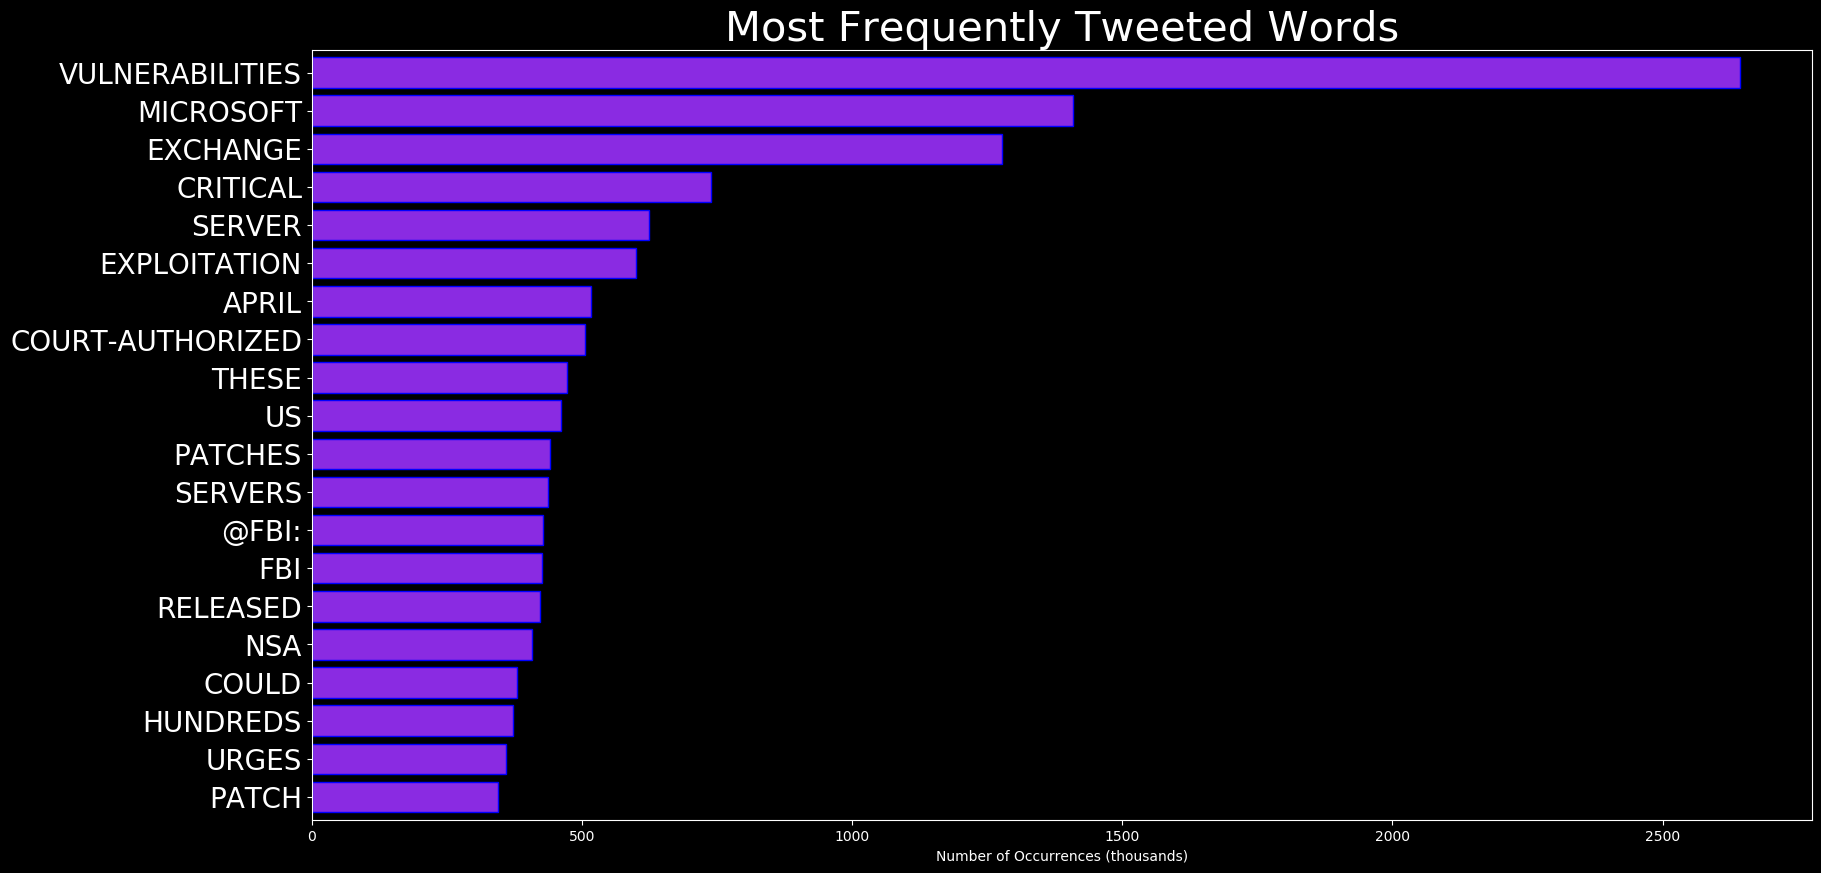 Most Frequently Tweeted Words
VULNERABILITIES
MICROSOFT
EXCHANGE
CRITICAL
SERVER
EXPLOITATION
APRIL
COURT-AUTHORIZED
THESE
US
PATCHES
SERVERS
@FBI:
FBI
RELEASED
NSA
COULD
HUNDREDS
URGES
PATCH
0 500 1000 1500 2000 2500
Number of Occurrences (thousands)